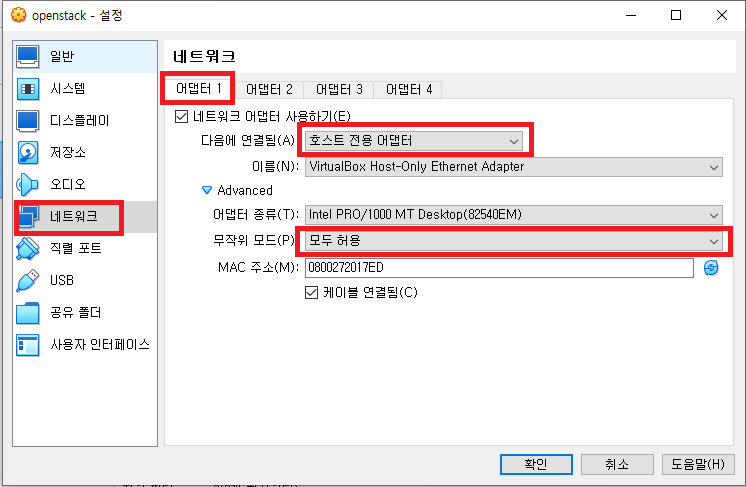 openstack - 설정
일반
시스템
디스플레이
저장소
오디오
네트워크
직렬 포트
USB
공유 폴더
사용자 인터페이스
네트워크
어댑터 1 어댑터 2 어댑터 3 어댑터 4
네트워크 어댑터 사용하기(E)
다음에 연결됨(A) 호스트 전용 어댑터
이름(N): VirtualBox Host-Only Ethernet Adapter
Advanced
어댑터 종류(T): Intel PRO/1000 MT Desktop(82540EM)
무작위 모드(P) 모두 허용
MAC 주소(M): 0800272017ED
케이블 연결됨(C)
확인 취소 도움말(H)